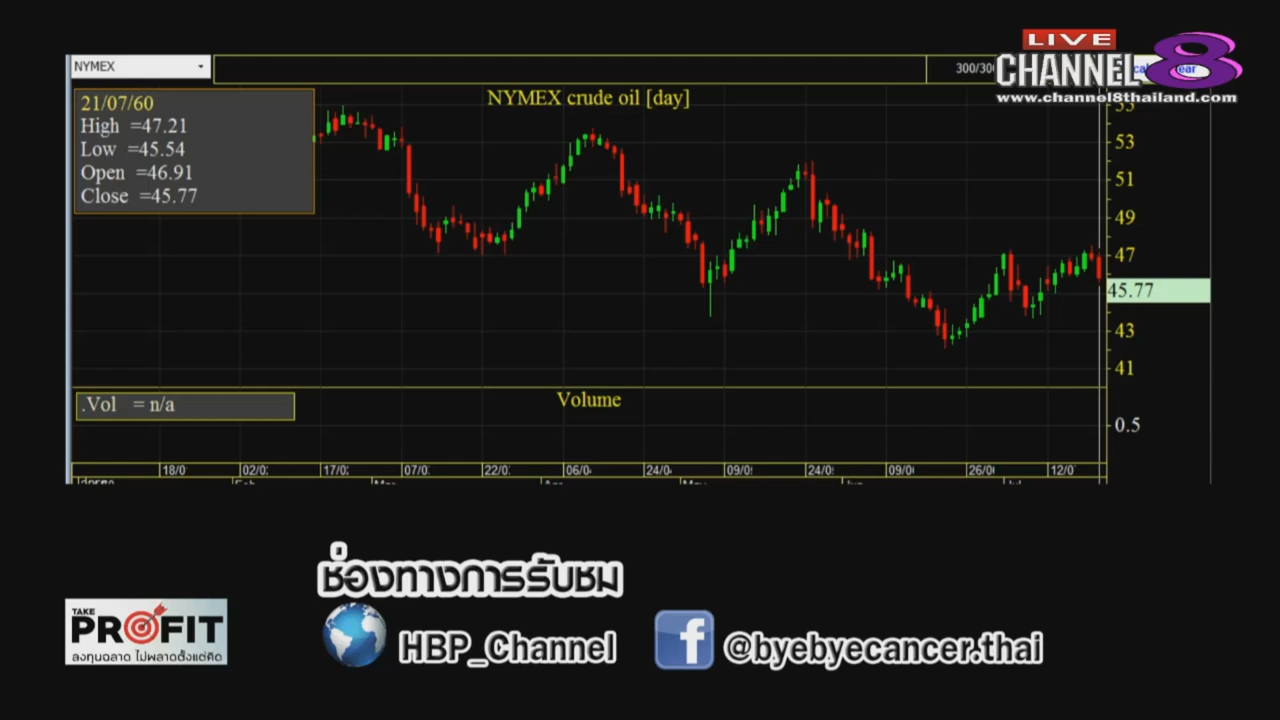 LIVE
CHANNEL 8
www.channel8thailand.com
NYMEX
NYMEX crude oil [day]
21/07/60
High =47.21
Low =45.54
Open =46.91
Close =45.77
53
51
49
47
45.77
43
41
.Vol = n/a
Volume
0.5
18/0
02/0
17/0
07/0
22/0
06/0
24/0
09/0
24/0
09/0
26/0
12/0
ช่องทางการรับชม
TAKE
PROFIT
ลงทุนฉลาด ไม่พลาดตั้งแต่คิด
HBP_Channel
f @byebyecancer.thai